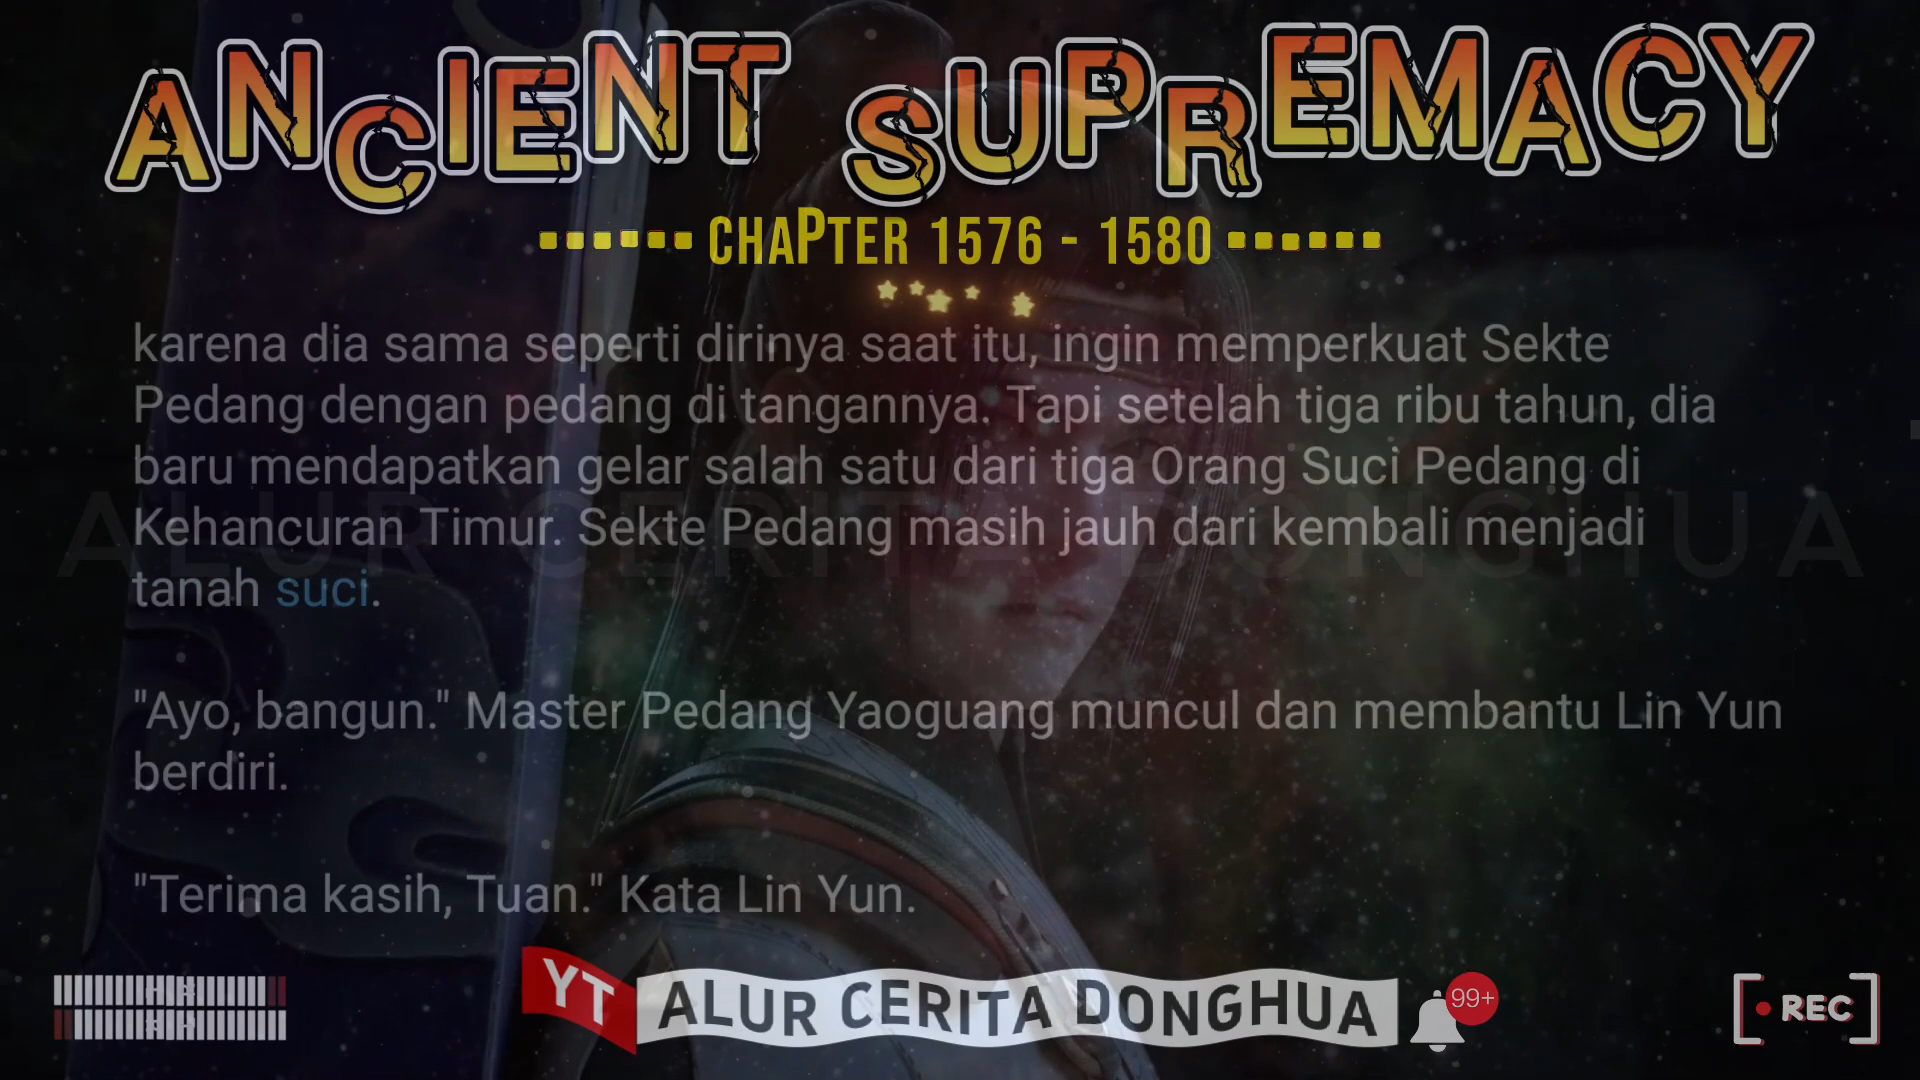 ANCIENT SUPREMACY
CHAPTER 1576 - 1580
karena dia sama seperti dirinya saat itu, ingin memperkuat Sekte
Pedang dengan pedang di tangannya. Tapi setelah tiga ribu tahun, dia
baru mendapatkan gelar salah satu dari tiga Orang Suci Pedang di
Kehancuran Timur. Sekte Pedang masih jauh dari kembali menjadi
tanah suci.
ALUR CERITA DONGHUA
"Ayo, bangun." Master Pedang Yaoguang muncul dan membantu Lin Yun
berdiri.
"Terima kasih, Tuan." Kata Lin Yun.
YT ALUR CERITA DONGHUA
99+
REC